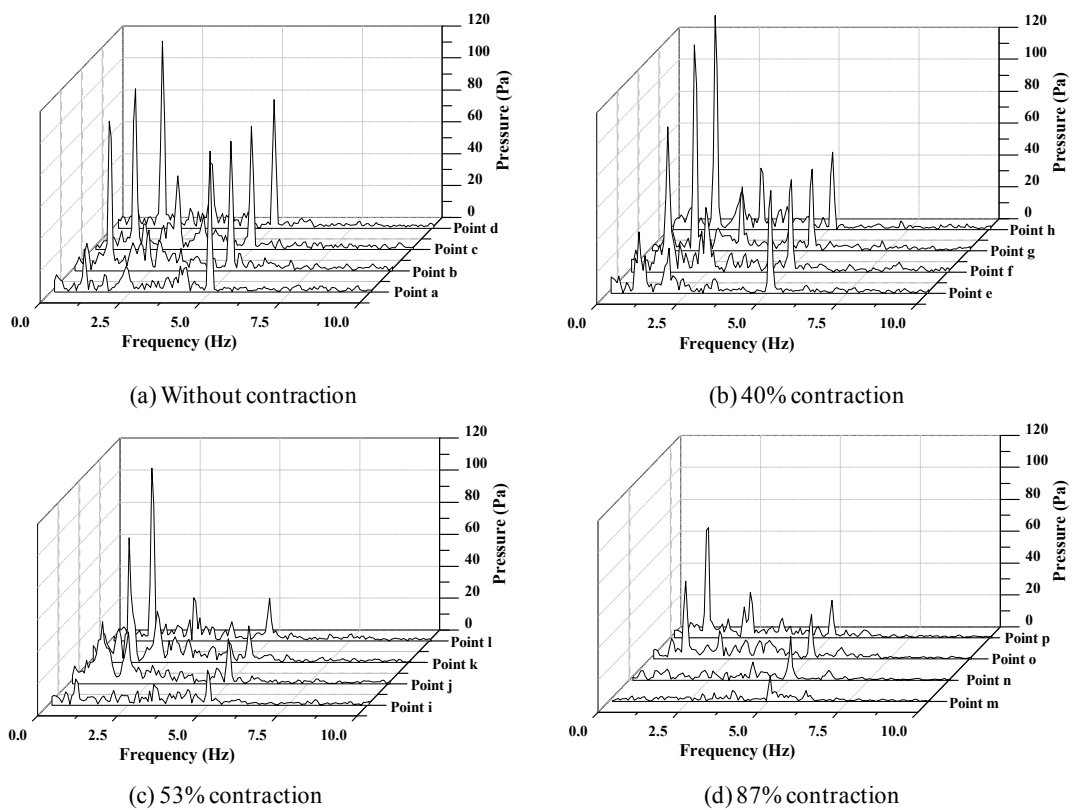 120
100
80
60
40
20
0
Pressure (Pa)
Point d
Point c
Point b
Point a
0.0
2.5
5.0
7.5
10.0
Frequency (Hz)
(a) Without contraction
120
100
80
60
40
20
0
Pressure (Pa)
Point h
Point g
Point f
Point e
0.0
2.5
5.0
7.5
10.0
Frequency (Hz)
(b) 40% contraction
120
100
80
60
40
20
0
Pressure (Pa)
Point l
Point k
Point j
Point i
0.0
2.5
5.0
7.5
10.0
Frequency (Hz)
(c) 53% contraction
120
100
80
60
40
20
0
Pressure (Pa)
Point p
Point o
Point n
Point m
0.0
2.5
5.0
7.5
10.0
Frequency (Hz)
(d) 87% contraction